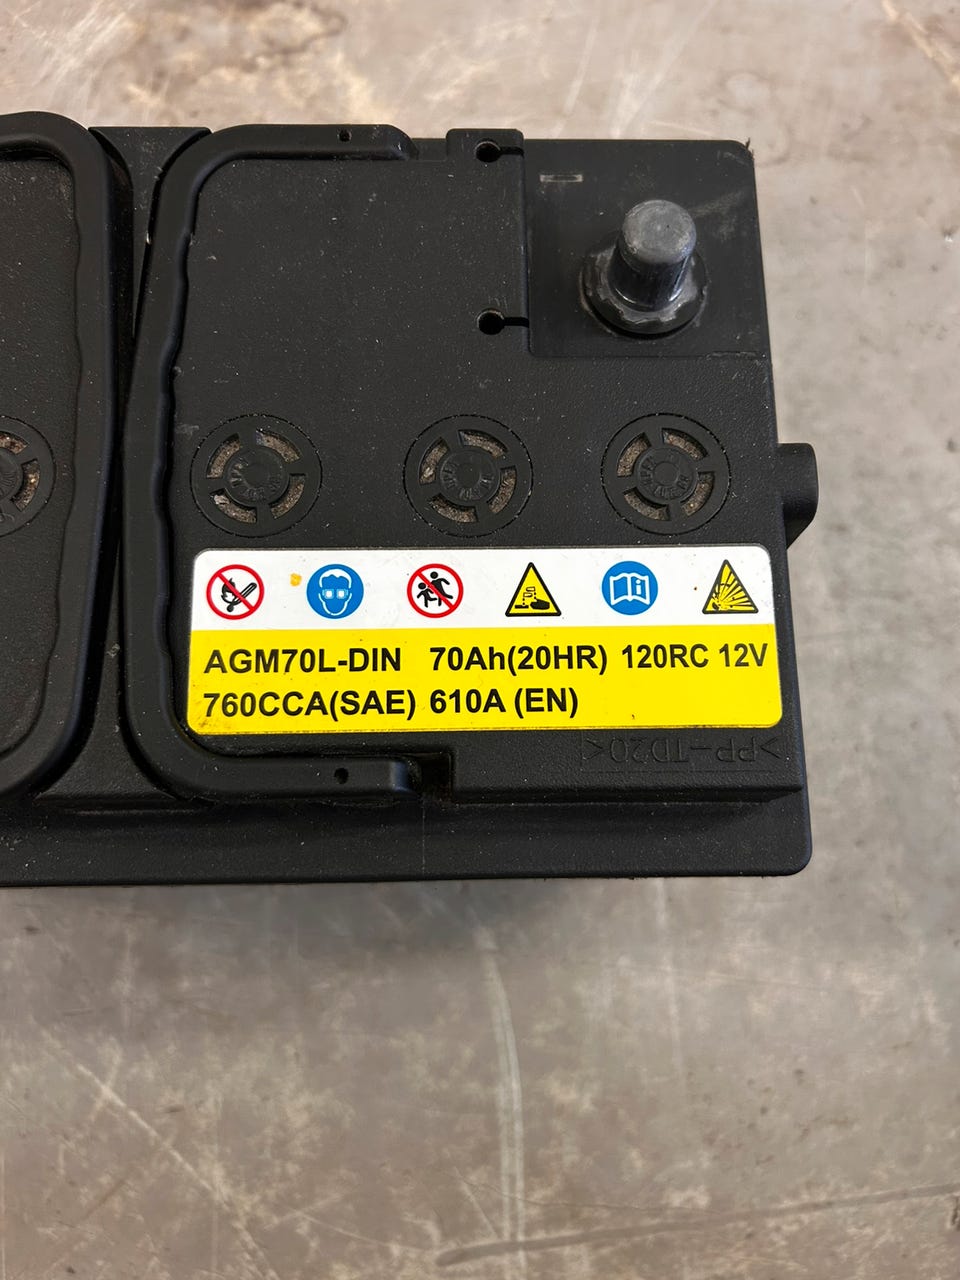 AGM70L-DIN 70Ah(20HR) 120RC 12V
760CCA(SAE) 610A (EN)
>PP-TD20<